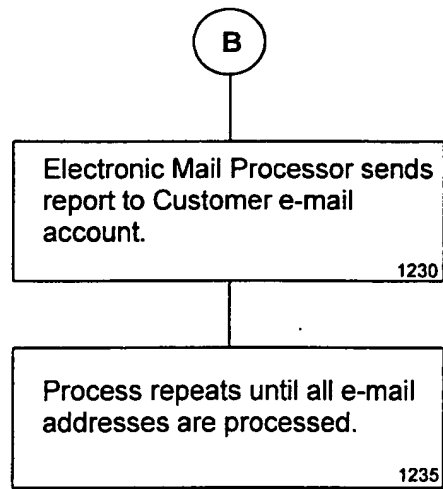 B
Electronic Mail Processor sends
report to Customer e-mail
account.
1230
Process repeats until all e-mail
addresses are processed.
1235